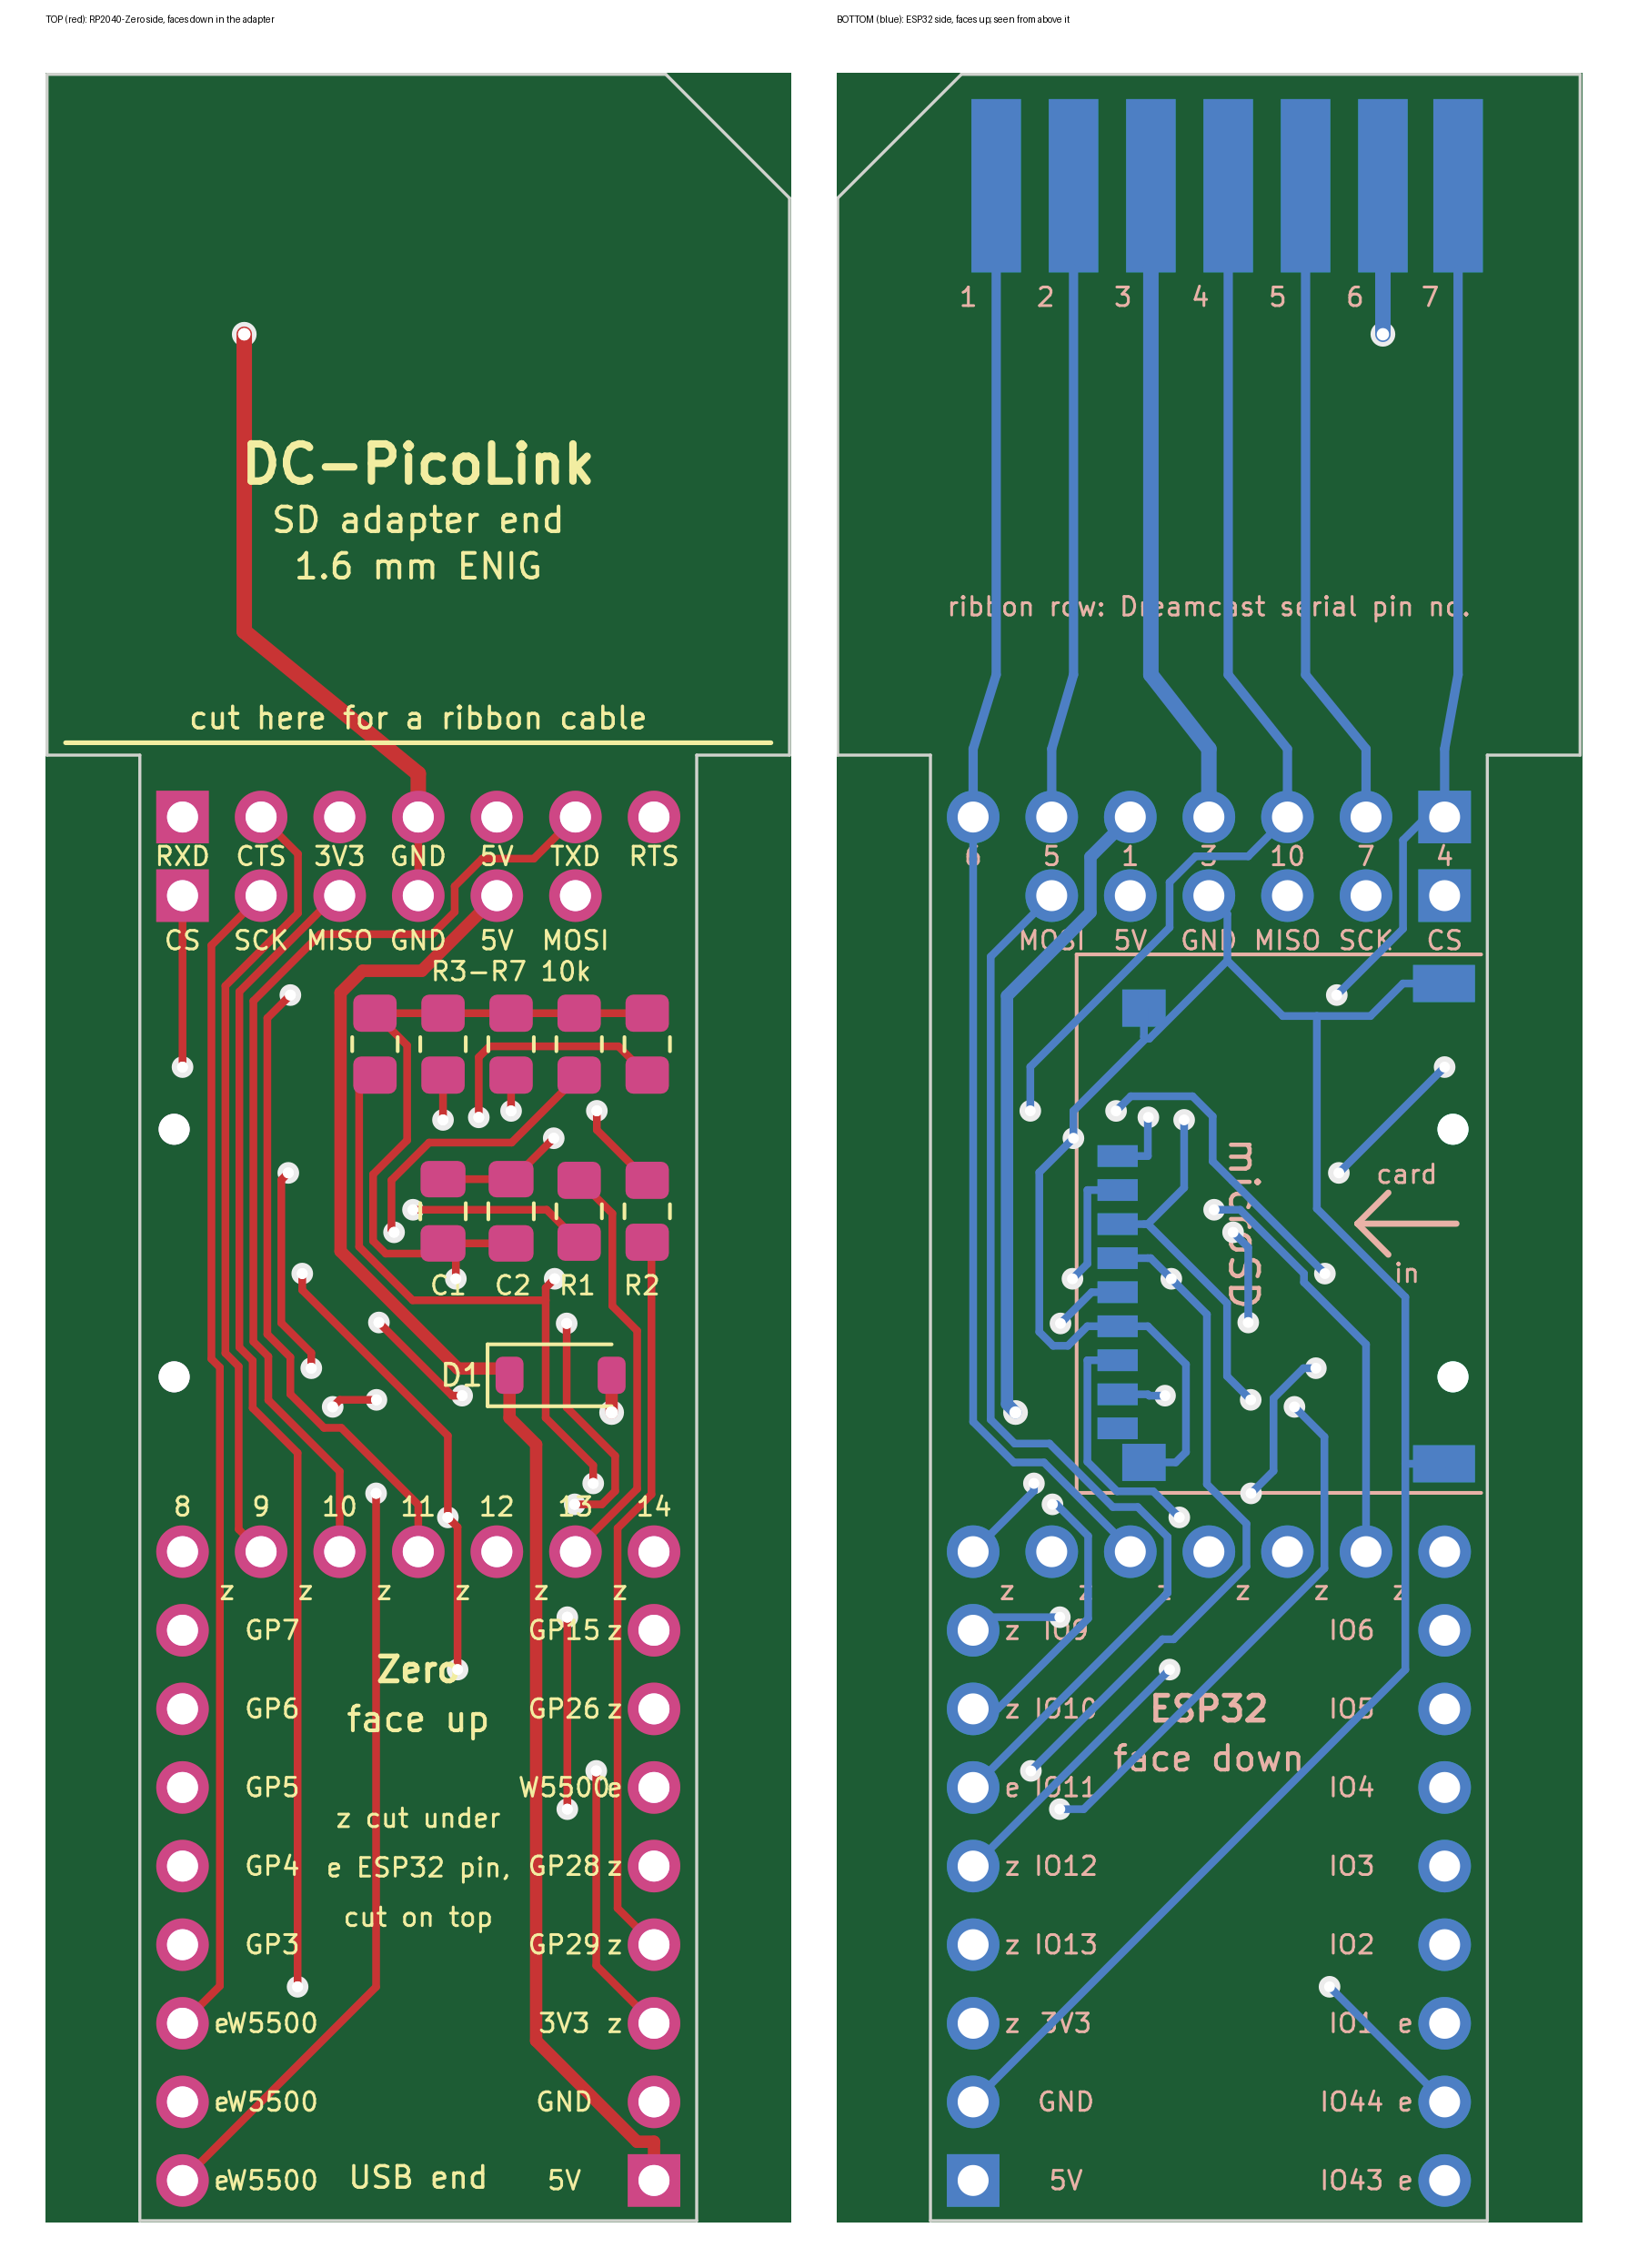 TOP (red): RP2040-Zero side, faces down in the adapter
DC-PicoLink
SD adapter end
1.6 mm ENIG
cut here for a ribbon cable
RXD CTS 3V3 GND 5V TXD RTS
CS SCK MISO GND 5V MOSI
R3-R7 10k
C1 C2 R1 R2
D1
8 9 10 11 12 13 14
z z z z z z
GP7 GP15 z
Zero
GP6 GP26 z
face up
GP5 W5500 e
z cut under
GP4 GP28 z
e ESP32 pin,
cut on top
GP3 GP29 z
eW5500 3V3 z
eW5500 GND
eW5500 USB end 5V
BOTTOM (blue): ESP32 side, faces up; seen from above it
1 2 3 4 5 6 7
ribbon row: Dreamcast serial pin no.
6 5 1 3 10 7 4
MOSI 5V GND MISO SCK CS
microSD
card
in
z z z z z z
z IO9 IO6
z IO10 ESP32 IO5
face down
e IO11 IO4
z IO12 IO3
z IO13 IO2
z 3V3 IO1 e
GND IO44 e
5V IO43 e